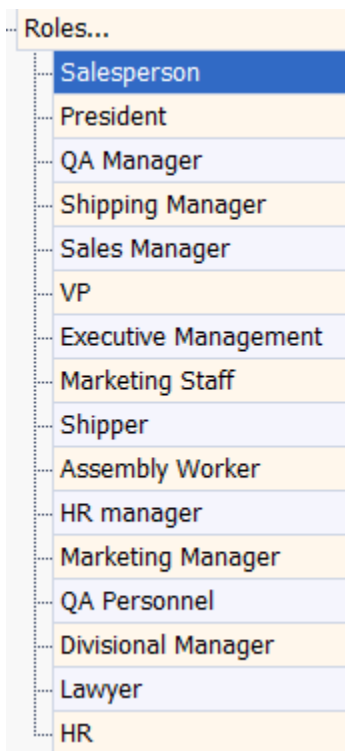 Roles...
Salesperson
President
QA Manager
Shipping Manager
Sales Manager
VP
Executive Management
Marketing Staff
Shipper
Assembly Worker
HR manager
Marketing Manager
QA Personnel
Divisional Manager
Lawyer
HR